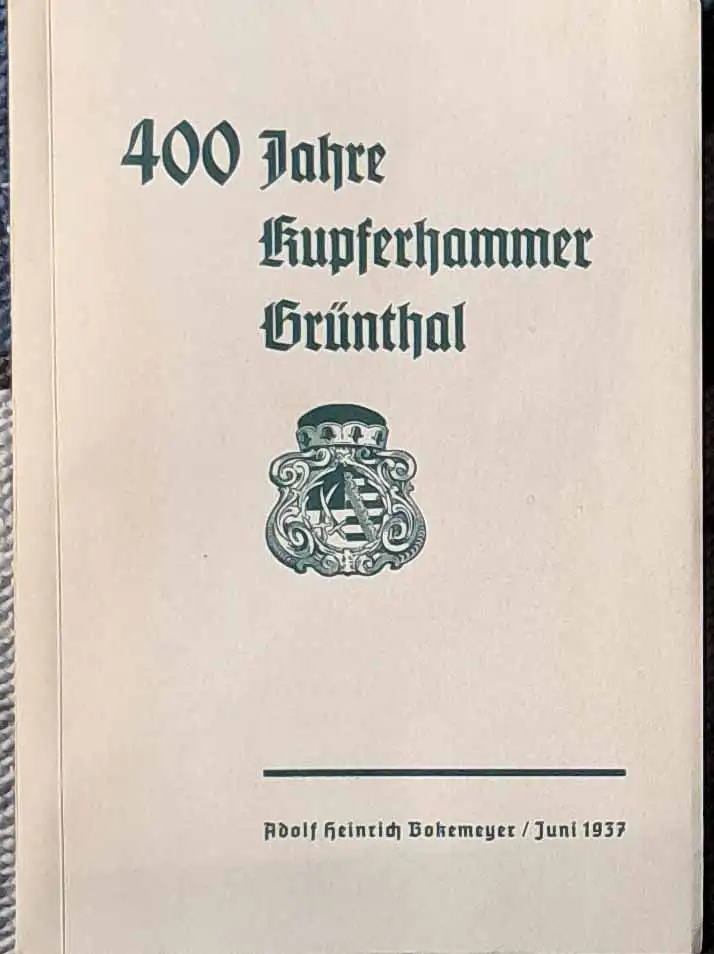 400 Jahre
Kupferhammer
Grünthal
Adolf Heinrich Bokemeyer / Juni 1937